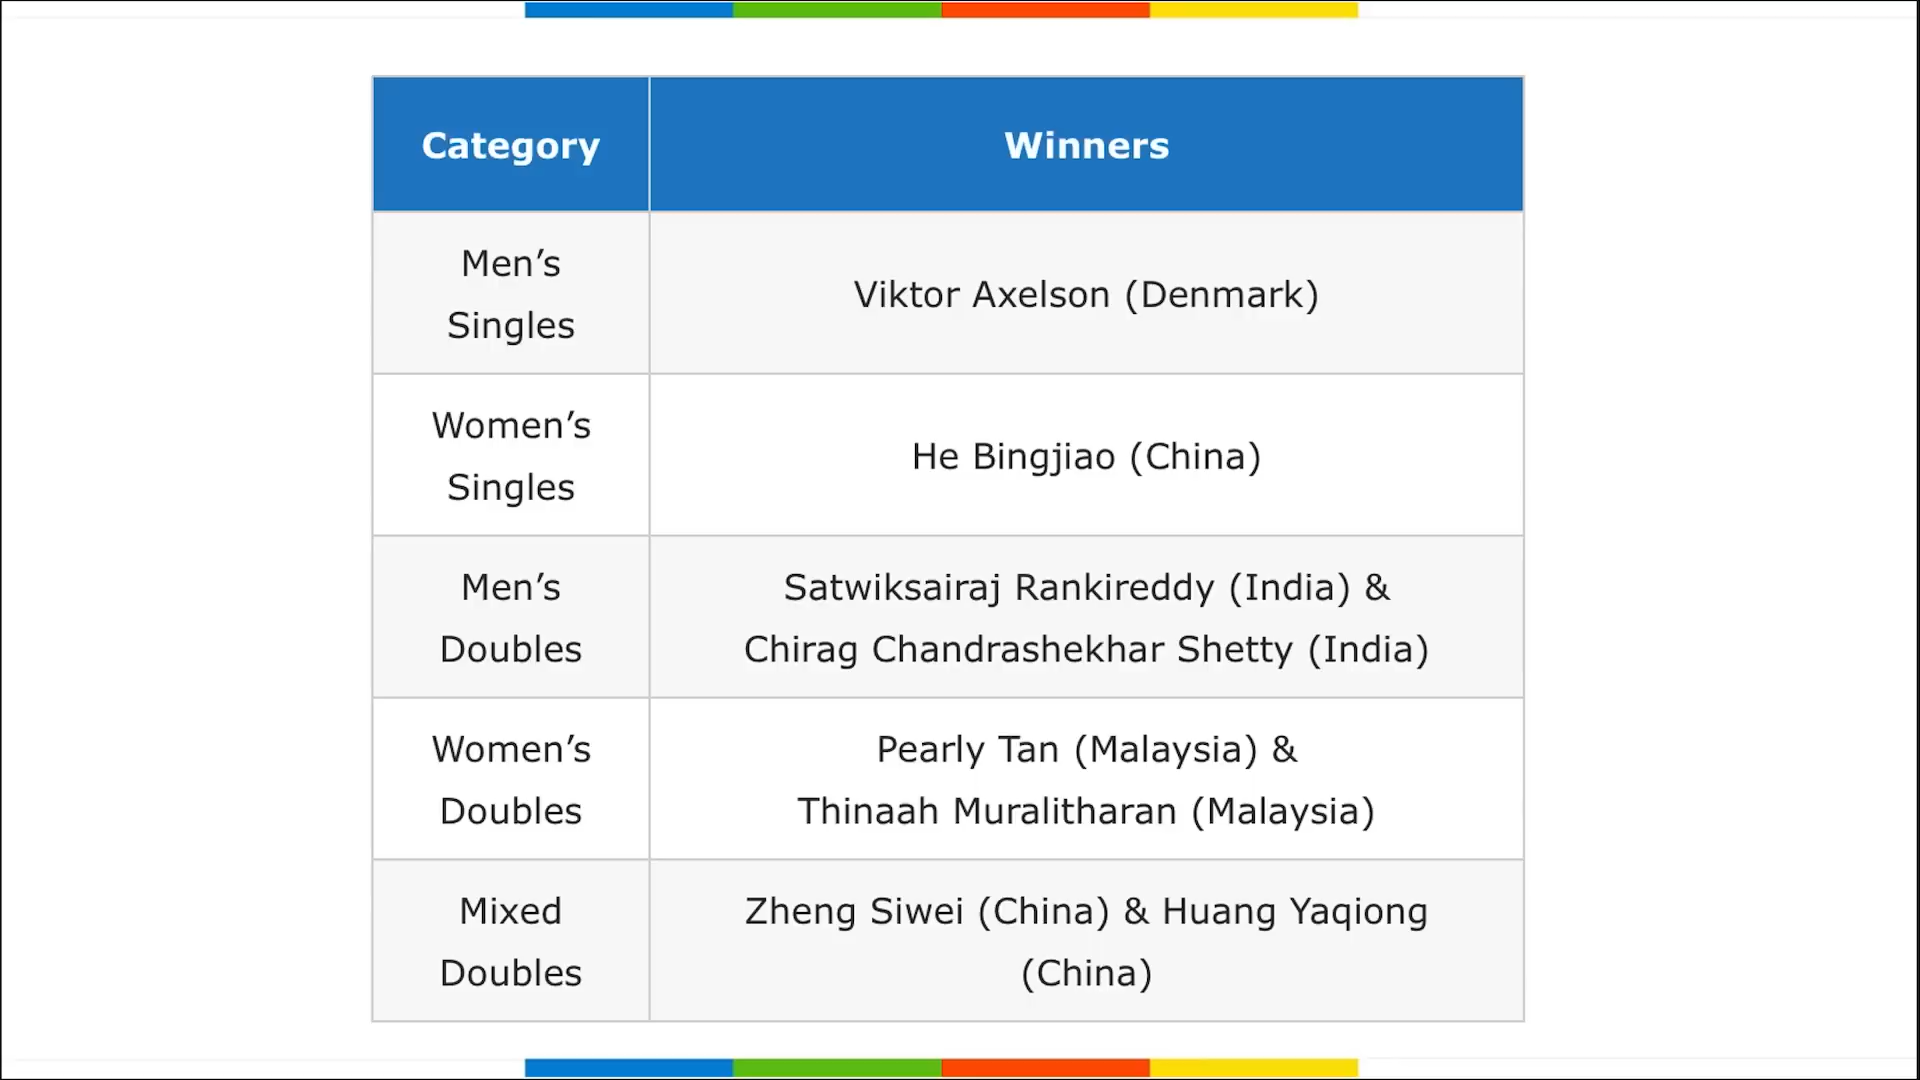 Category Winners
Men’s
Singles
Viktor Axelson (Denmark)
Women’s
Singles
He Bingjiao (China)
Men’s
Doubles
Satwiksairaj Rankireddy (India) &
Chirag Chandrashekhar Shetty (India)
Women’s
Doubles
Pearly Tan (Malaysia) &
Thinaah Muralitharan (Malaysia)
Mixed
Doubles
Zheng Siwei (China) & Huang Yaqiong
(China)